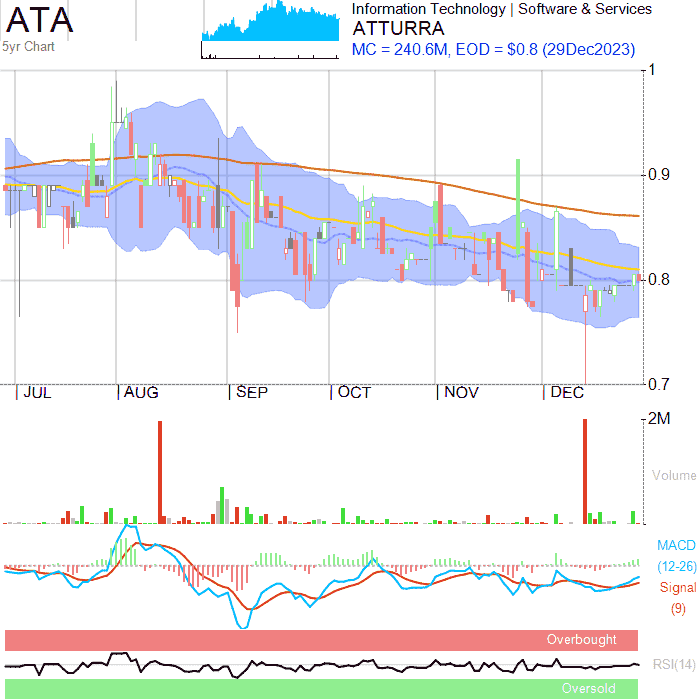 ATA
5yr Chart
Information Technology | Software & Services
ATTURRA
MC = 240.6M, EOD = $0.8 (29Dec2023)
1
0.9
0.8
0.7
JUL AUG SEP OCT NOV DEC
2M
Volume
MACD
(12-26)
Signal
(9)
Overbought
RSI(14)
Oversold